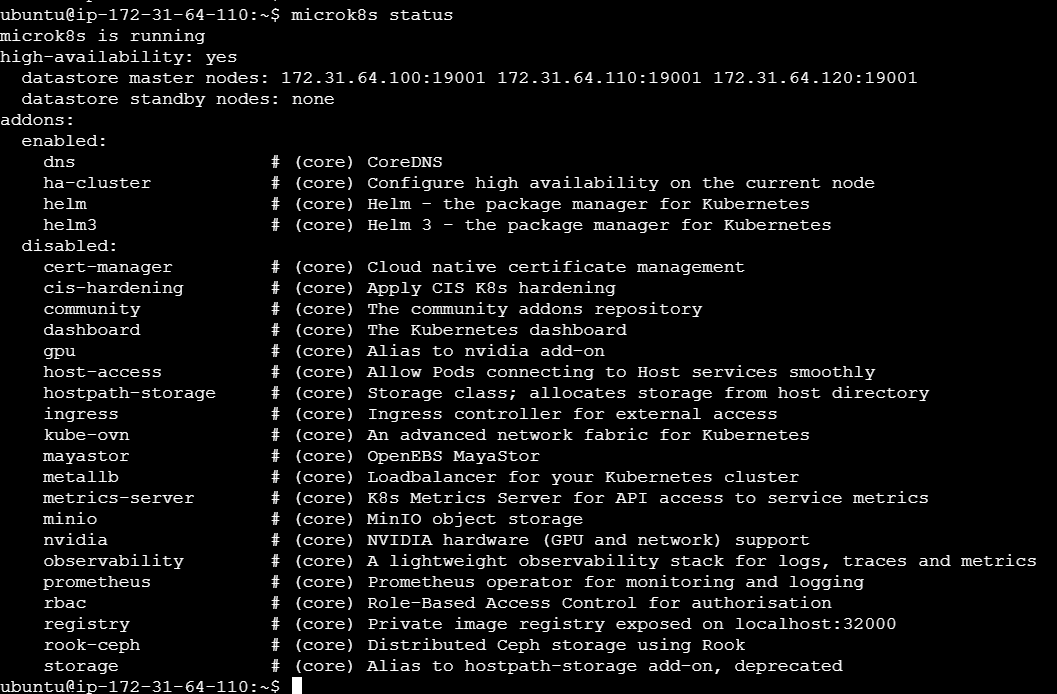 ubuntu@ip-172-31-64-110:~$ microk8s status
microk8s is running
high-availability: yes
  datastore master nodes: 172.31.64.100:19001 172.31.64.110:19001 172.31.64.120:19001
  datastore standby nodes: none
addons:
  enabled:
    dns                  # (core) CoreDNS
    ha-cluster           # (core) Configure high availability on the current node
    helm                 # (core) Helm - the package manager for Kubernetes
    helm3                # (core) Helm 3 - the package manager for Kubernetes
  disabled:
    cert-manager         # (core) Cloud native certificate management
    cis-hardening        # (core) Apply CIS K8s hardening
    community            # (core) The community addons repository
    dashboard            # (core) The Kubernetes dashboard
    gpu                  # (core) Alias to nvidia add-on
    host-access          # (core) Allow Pods connecting to Host services smoothly
    hostpath-storage     # (core) Storage class; allocates storage from host directory
    ingress              # (core) Ingress controller for external access
    kube-ovn             # (core) An advanced network fabric for Kubernetes
    mayastor             # (core) OpenEBS MayaStor
    metallb              # (core) Loadbalancer for your Kubernetes cluster
    metrics-server       # (core) K8s Metrics Server for API access to service metrics
    minio                # (core) MinIO object storage
    nvidia               # (core) NVIDIA hardware (GPU and network) support
    observability        # (core) A lightweight observability stack for logs, traces and metrics
    prometheus           # (core) Prometheus operator for monitoring and logging
    rbac                 # (core) Role-Based Access Control for authorisation
    registry             # (core) Private image registry exposed on localhost:32000
    rook-ceph            # (core) Distributed Ceph storage using Rook
    storage              # (core) Alias to hostpath-storage add-on, deprecated
ubuntu@ip-172-31-64-110:~$